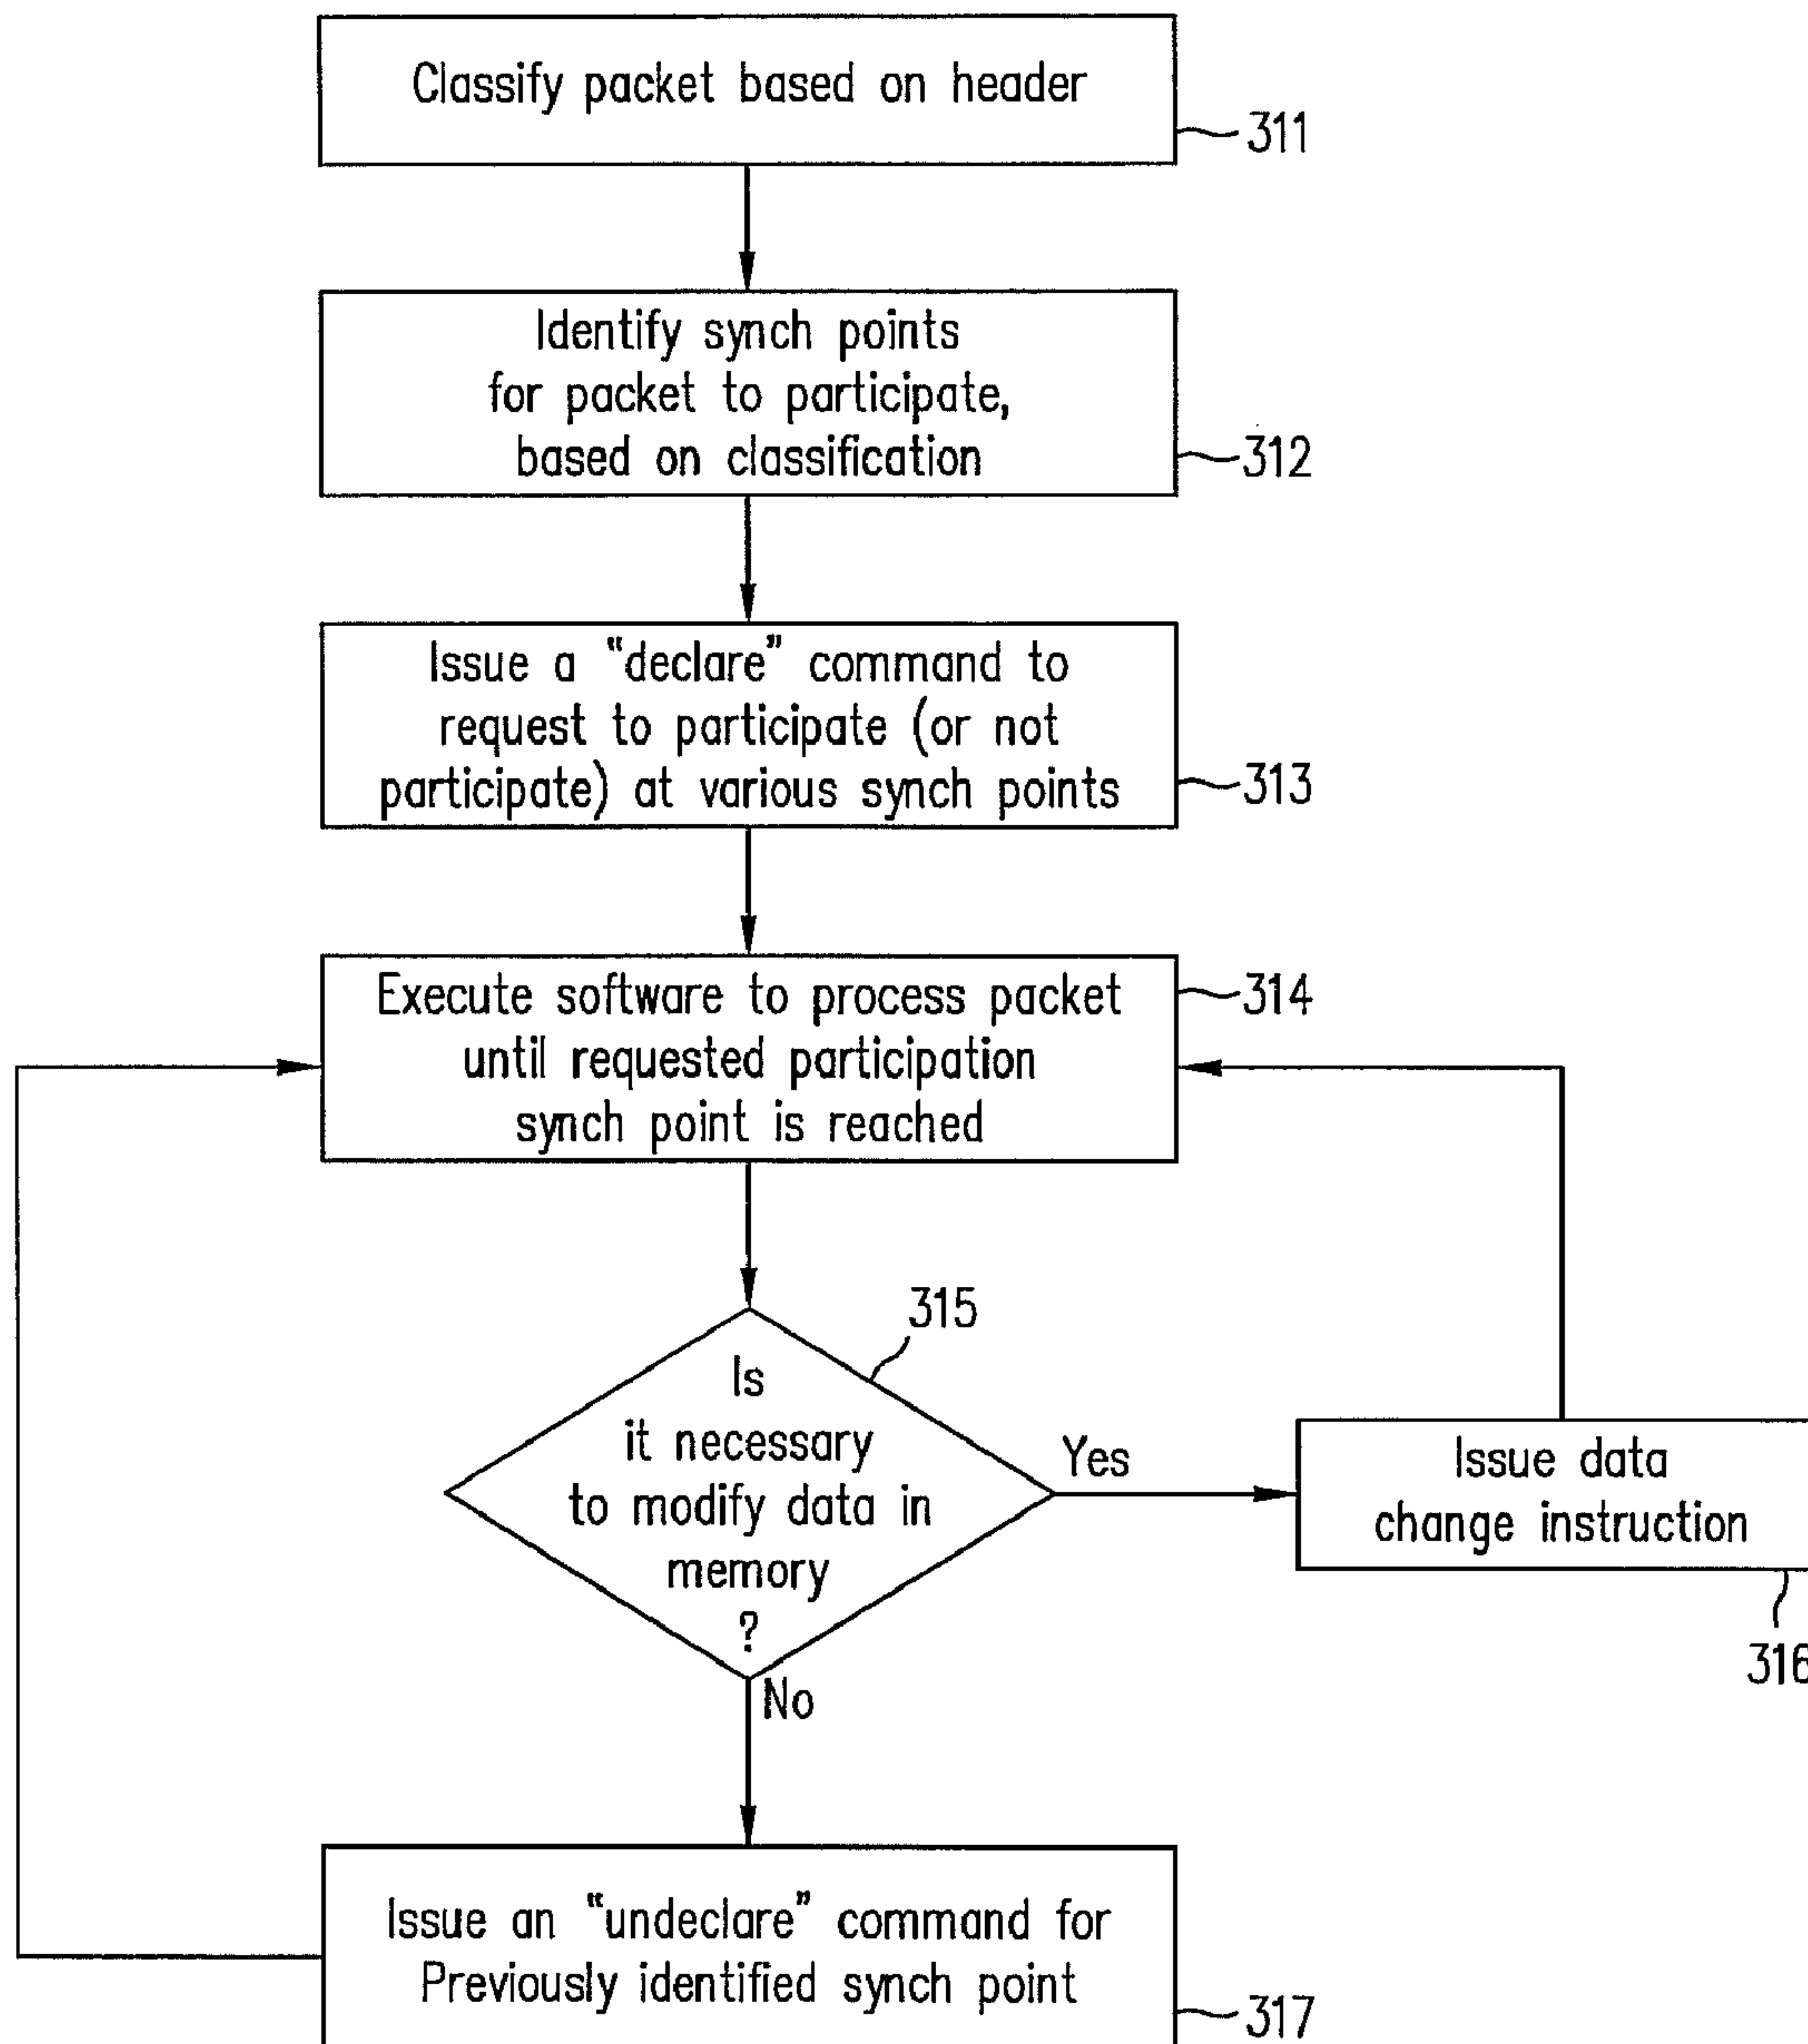 Classify packet based on header
311
Identify synch points
for packet to participate,
based on classification
312
Issue a “declare” command to
request to participate (or not
participate) at various synch points
313
Execute software to process packet
until requested participation
synch point is reached
314
315
Is
it necessary
to modify data in
memory
?
Yes
Issue data
change instruction
316
No
Issue an “undeclare” command for
Previously identified synch point
317